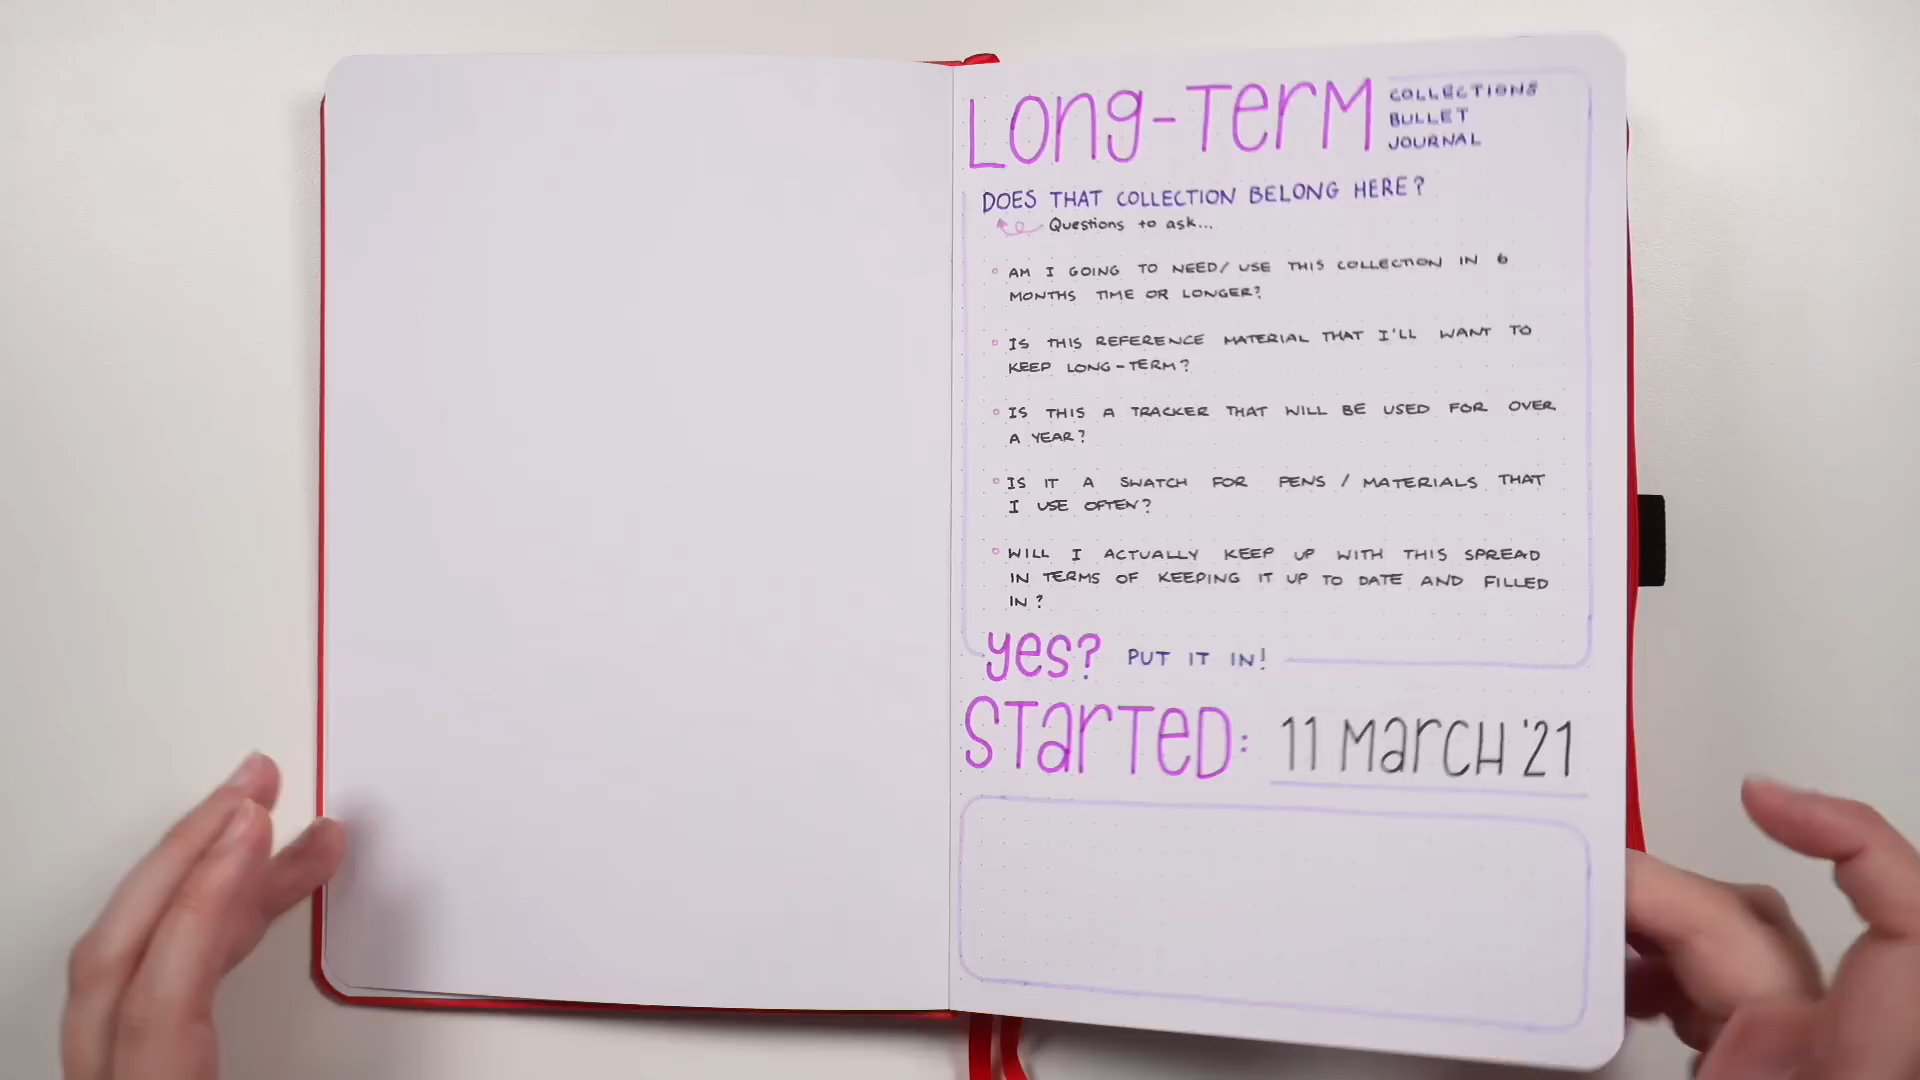 Long-Term
COLLECTIONS
BULLET
JOURNAL
DOES THAT COLLECTION BELONG HERE?
Questions to ask...
AM I GOING TO NEED/ USE THIS COLLECTION IN 6
MONTHS TIME OR LONGER?
IS THIS REFERENCE MATERIAL THAT I'LL WANT TO
KEEP LONG-TERM?
IS THIS A TRACKER THAT WILL BE USED FOR OVER
A YEAR?
IS IT A SWATCH FOR PENS / MATERIALS THAT
I USE OFTEN?
WILL I ACTUALLY KEEP UP WITH THIS SPREAD
IN TERMS OF KEEPING IT UP TO DATE AND FILLED
IN?
yes? PUT IT IN!
STarTeD: 11 March '21